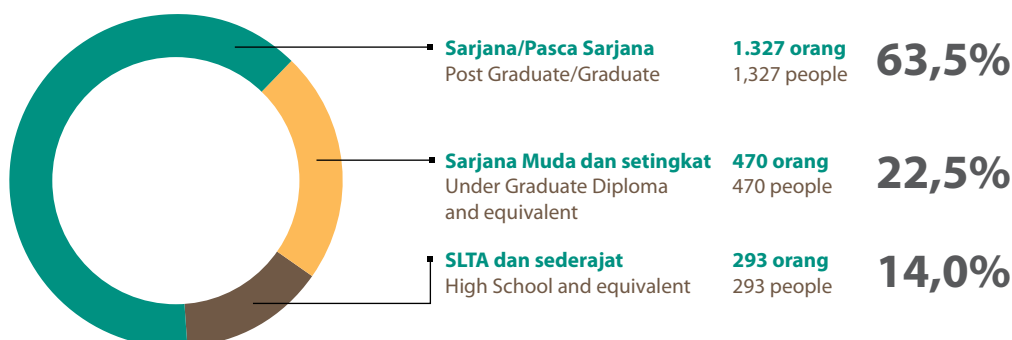 Sarjana/Pasca Sarjana 1.327 orang 63,5%
Post Graduate/Graduate 1,327 people
Sarjana Muda dan setingkat 470 orang 22,5%
Under Graduate Diploma 470 people
and equivalent
SLTA dan sederajat 293 orang 14,0%
High School and equivalent 293 people